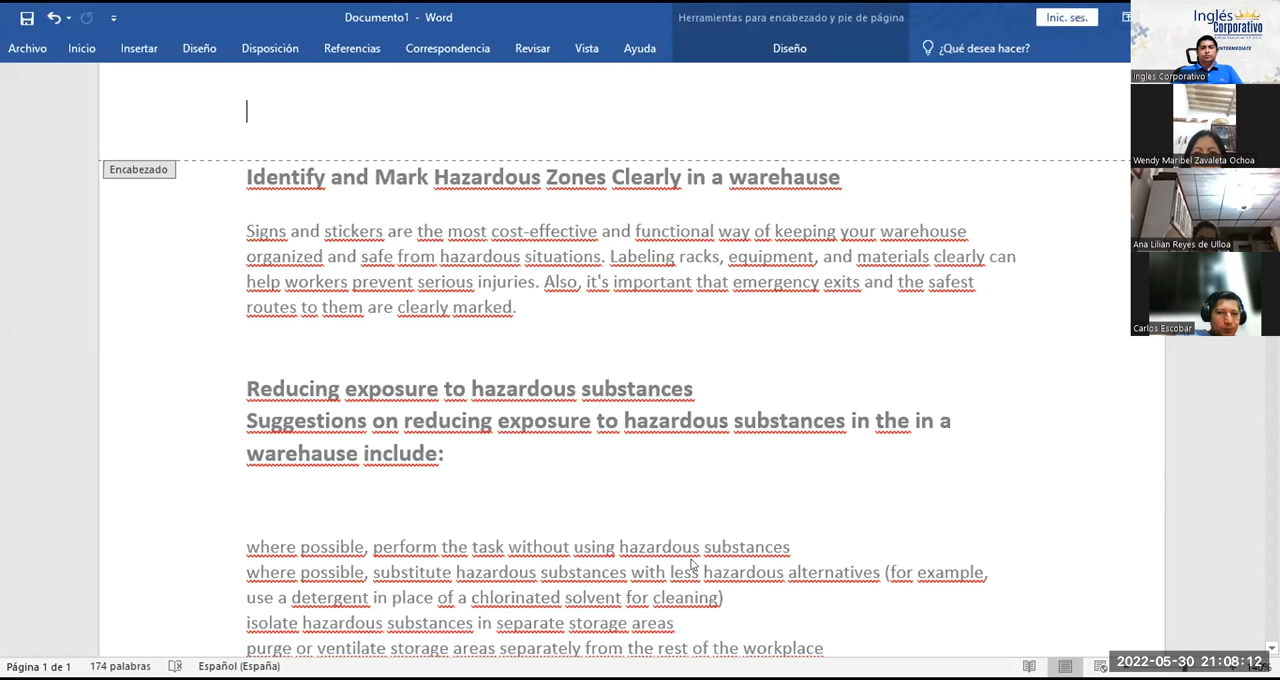 Documento1 - Word
Herramientas para encabezado y pie de página
Inic. ses.
Archivo Inicio Insertar Diseño Disposición Referencias Correspondencia Revisar Vista Ayuda Diseño ¿Qué desea hacer?
Inglés
Corporativo
INTERMEDIATE
Ingles Corporativo
Wendy Maribel Zavaleta Ochoa
Ana Lilian Reyes de Ulloa
Carlos Escobar
Encabezado
Identify and Mark Hazardous Zones Clearly in a warehouse
Signs and stickers are the most cost-effective and functional way of keeping your warehouse
organized and safe from hazardous situations. Labeling racks, equipment, and materials clearly can
help workers prevent serious injuries. Also, it's important that emergency exits and the safest
routes to them are clearly marked.
Reducing exposure to hazardous substances
Suggestions on reducing exposure to hazardous substances in the in a
warehouse include:
where possible, perform the task without using hazardous substances
where possible, substitute hazardous substances with less hazardous alternatives (for example,
use a detergent in place of a chlorinated solvent for cleaning)
isolate hazardous substances in separate storage areas
purge or ventilate storage areas separately from the rest of the workplace
Página 1 de 1 174 palabras Español (España)
2022-05-30 21:08:12